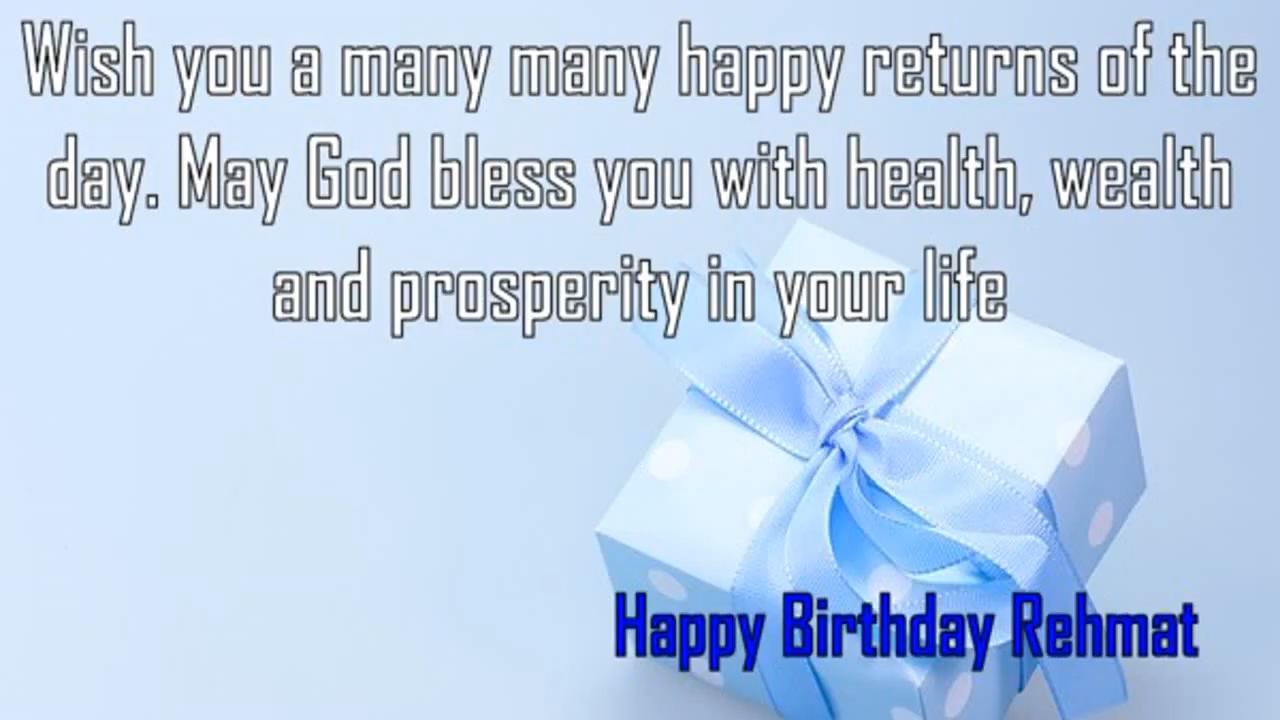 Wish you a many many happy returns of the
day. May God bless you with health, wealth
and prosperity in your life
Happy Birthday Rehmat